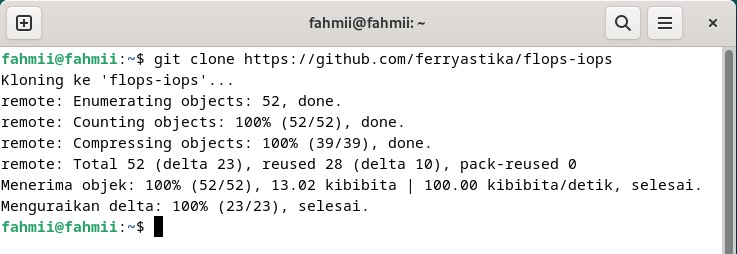 fahmii@fahmii: ~
fahmii@fahmii:~$ git clone https://github.com/ferryastika/flops-iops
Kloning ke 'flops-iops'...
remote: Enumerating objects: 52, done.
remote: Counting objects: 100% (52/52), done.
remote: Compressing objects: 100% (39/39), done.
remote: Total 52 (delta 23), reused 28 (delta 10), pack-reused 0
Menerima objek: 100% (52/52), 13.02 kibibita | 100.00 kibibita/detik, selesai.
Menguraikan delta: 100% (23/23), selesai.
fahmii@fahmii:~$